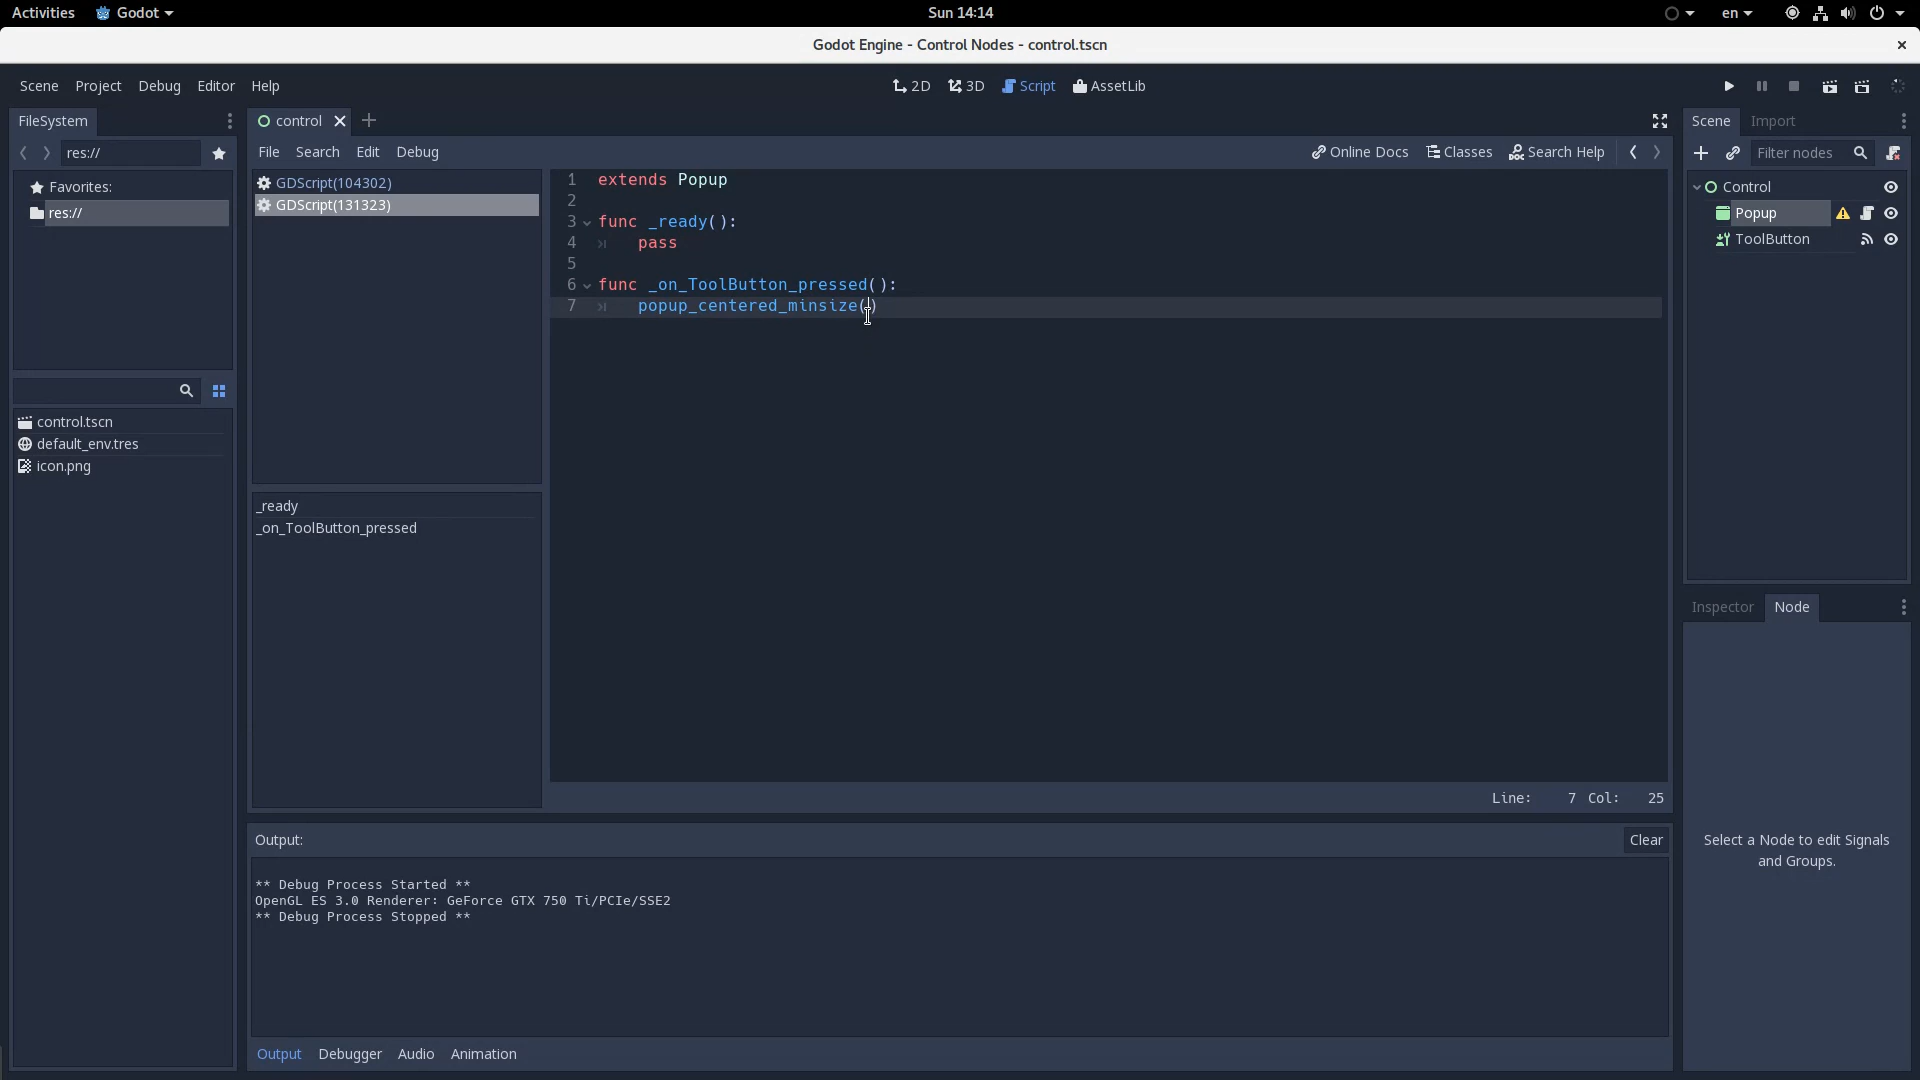 Activities Godot Sun 14:14 en
Godot Engine - Control Nodes - control.tscn
Scene Project Debug Editor Help 2D 3D Script AssetLib
FileSystem control Scene Import
res:// File Search Edit Debug Online Docs Classes Search Help Filter nodes
Favorites:
res://
GDScript(104302)
GDScript(131323)
1 extends Popup
2
3 func _ready():
4 pass
5
6 func _on_ToolButton_pressed():
7 popup_centered_minsize()
Control
Popup
ToolButton
control.tscn
default_env.tres
icon.png
_ready
_on_ToolButton_pressed
Line: 7 Col: 25
Inspector Node
Select a Node to edit Signals
and Groups.
Output: Clear
** Debug Process Started **
OpenGL ES 3.0 Renderer: GeForce GTX 750 Ti/PCIe/SSE2
** Debug Process Stopped **
Output Debugger Audio Animation